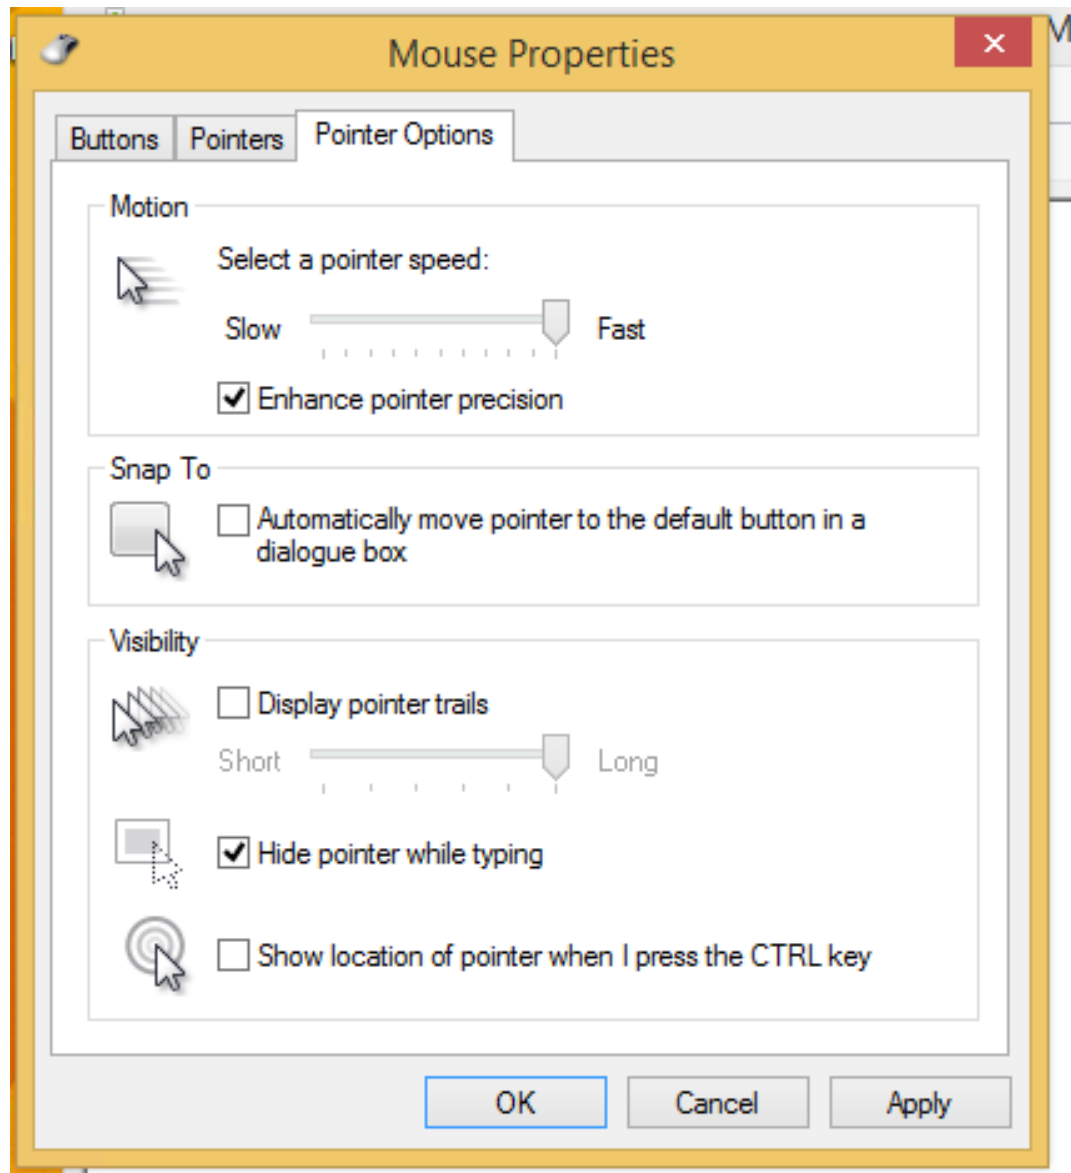 Mouse Properties
Buttons Pointers Pointer Options
Motion
Select a pointer speed:
Slow Fast
Enhance pointer precision
Snap To
Automatically move pointer to the default button in a
dialogue box
Visibility
Display pointer trails
Short Long
Hide pointer while typing
Show location of pointer when I press the CTRL key
OK Cancel Apply